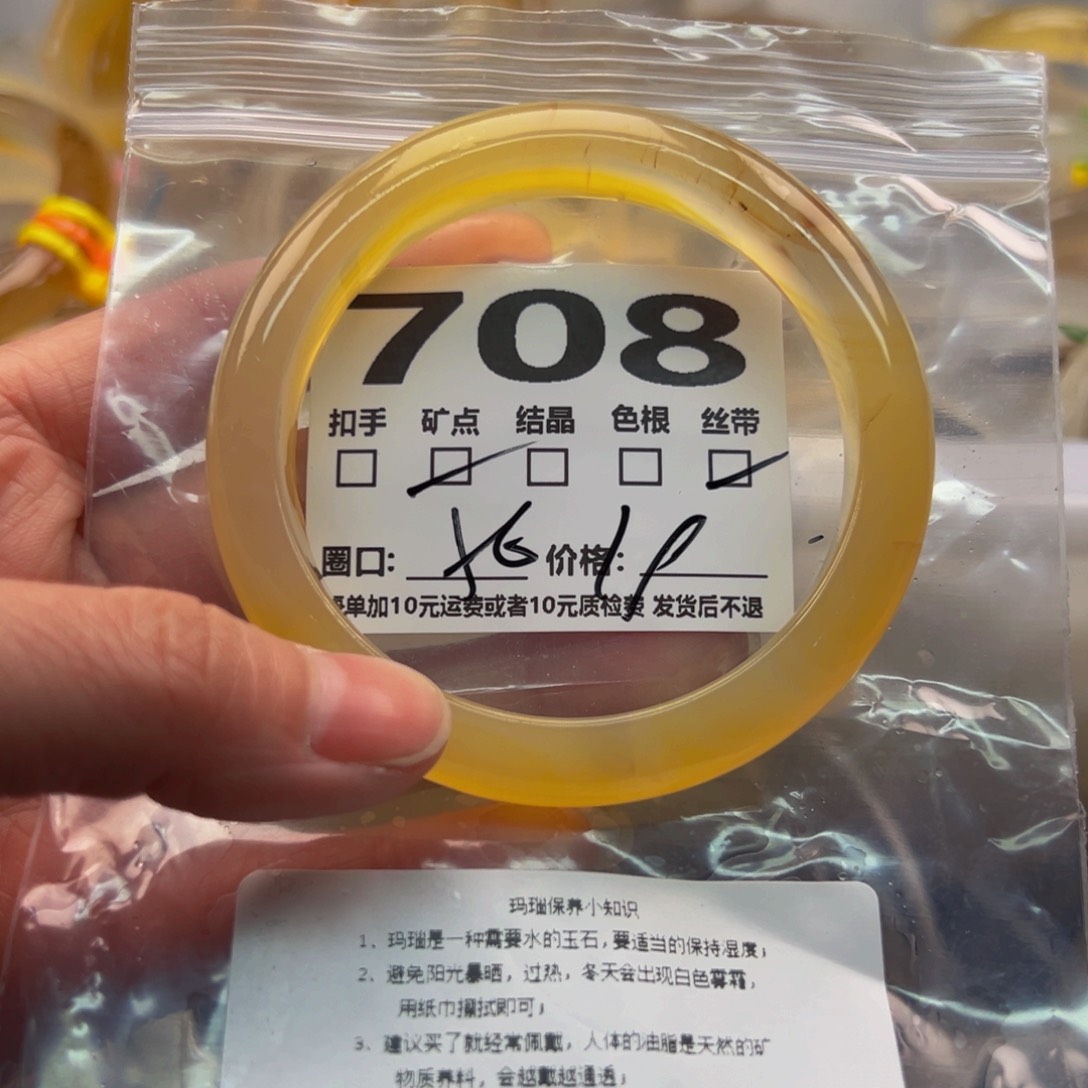 708
扣手 矿点 结晶 色根 丝带
圈口: 56 价格:
每单加10元运费或者10元质检费 发货后不退
玛瑙保养小知识
1、玛瑙是一种需要水的玉石，要适当的保持湿度；
2、避免阳光暴晒，过热，冬天会出现白色雾霜，
用纸巾擦拭即可；
3、建议买了就经常佩戴，人体的油脂是天然的矿
物质养料，会越戴越通透；